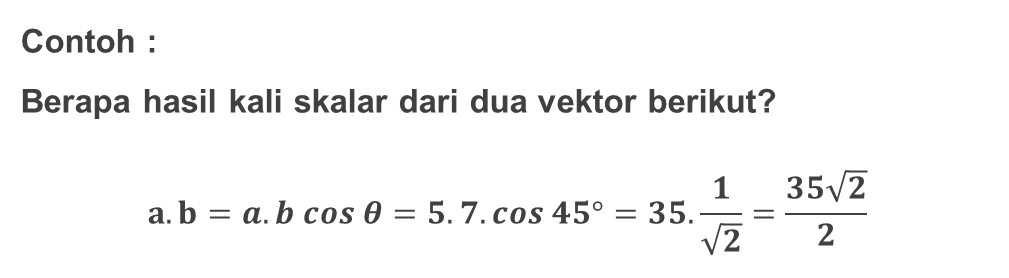 Contoh :
Berapa hasil kali skalar dari dua vektor berikut?
a.b = a.b cos θ = 5.7.cos 45° = 35.1/√2 = 35√2/2